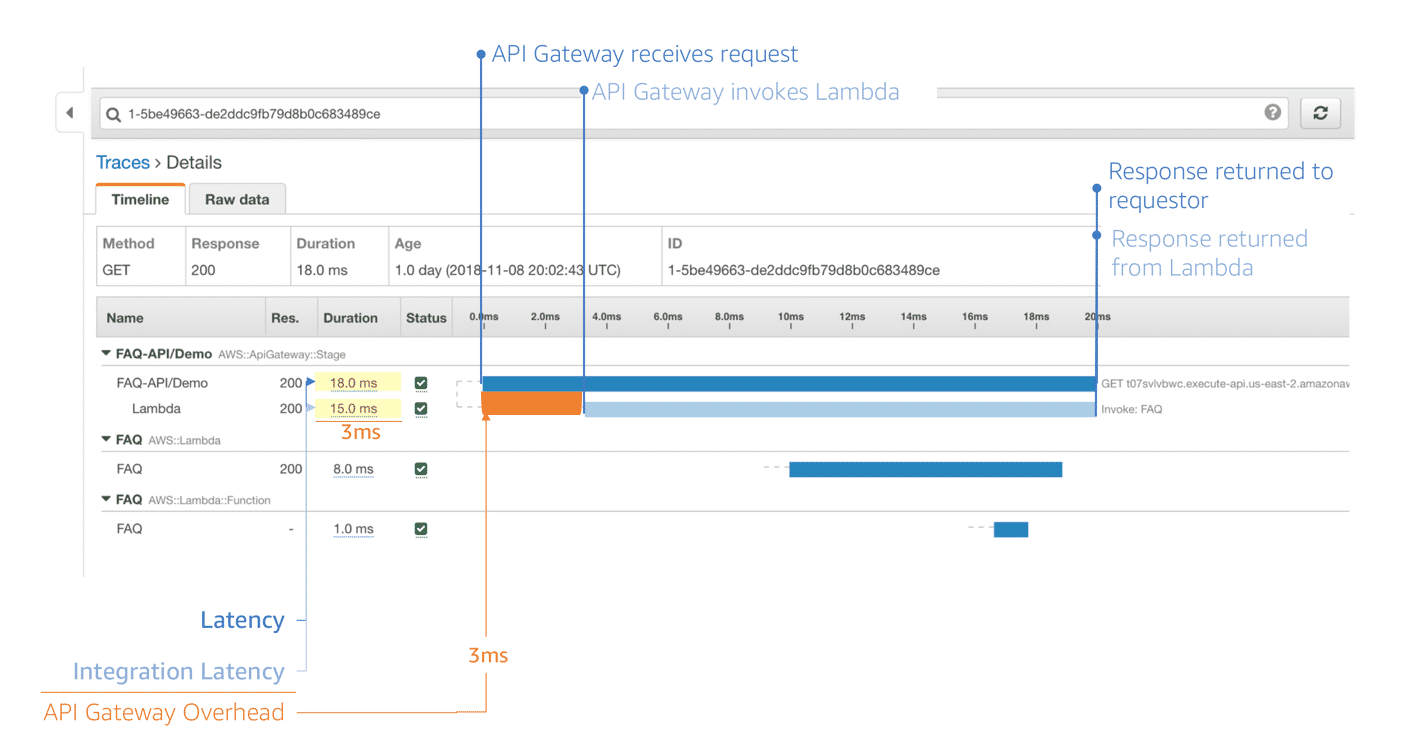 API Gateway receives request
API Gateway invokes Lambda
1-5be49663-de2ddc9fb79d8b0c683489ce
?
Traces > Details
Response returned to
requestor
Timeline Raw data
Response returned
from Lambda
Method Response Duration Age ID
GET 200 18.0 ms 1.0 day (2018-11-08 20:02:43 UTC) 1-5be49663-de2ddc9fb79d8b0c683489ce
Name Res. Duration Status 0.0ms 2.0ms 4.0ms 6.0ms 8.0ms 10ms 12ms 14ms 16ms 18ms 20ms
FAQ-API/Demo AWS::ApiGateway::Stage
FAQ-API/Demo 200 18.0 ms GET t07svlvbwc.execute-api.us-east-2.amazonaw
Lambda 200 15.0 ms Invoke: FAQ
3ms
FAQ AWS::Lambda
FAQ 200 8.0 ms
FAQ AWS::Lambda::Function
FAQ - 1.0 ms
Latency
3ms
Integration Latency
API Gateway Overhead